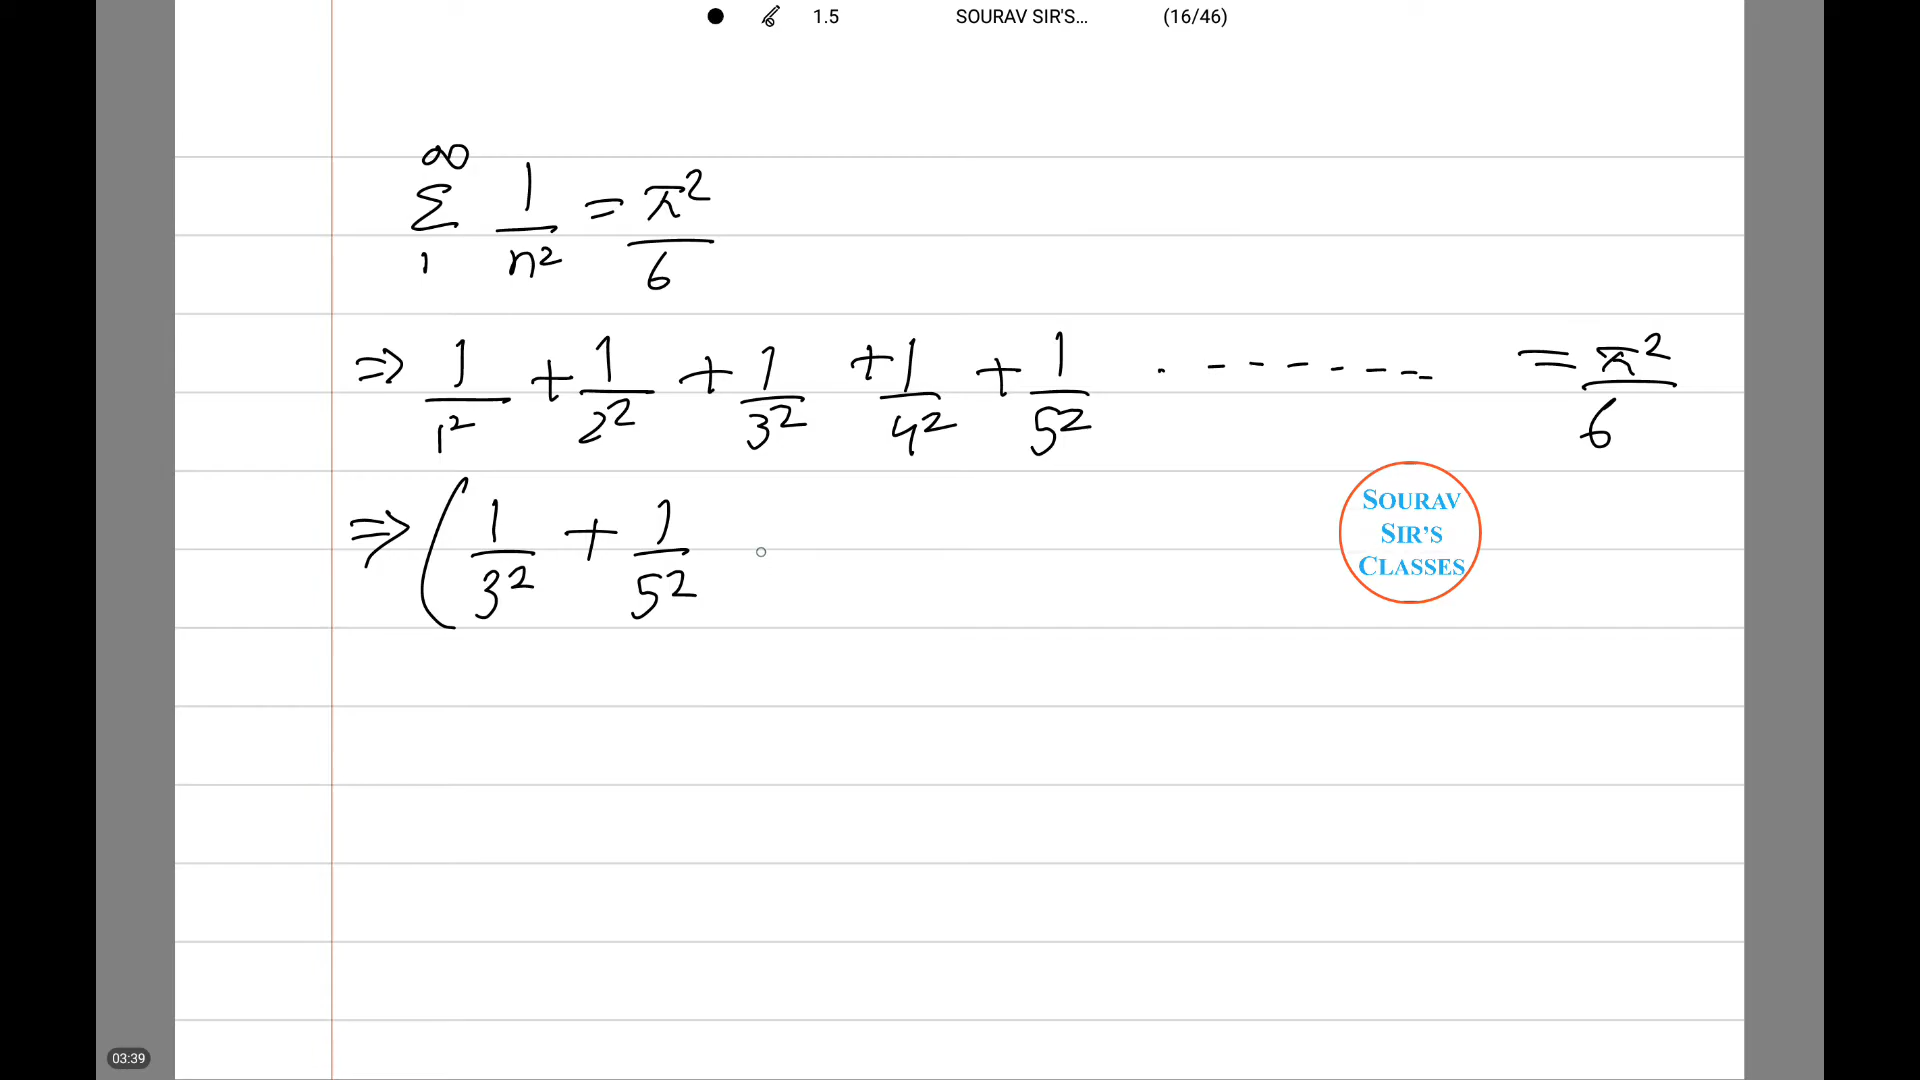 1.5 SOURAV SIR'S... (16/46)
∞
Σ 1/n² = π²/6
1
⇒ 1/1² + 1/2² + 1/3² + 1/4² + 1/5² . - - - - - - = π²/6
⇒ ( 1/3² + 1/5²
SOURAV
SIR'S
CLASSES
03:39